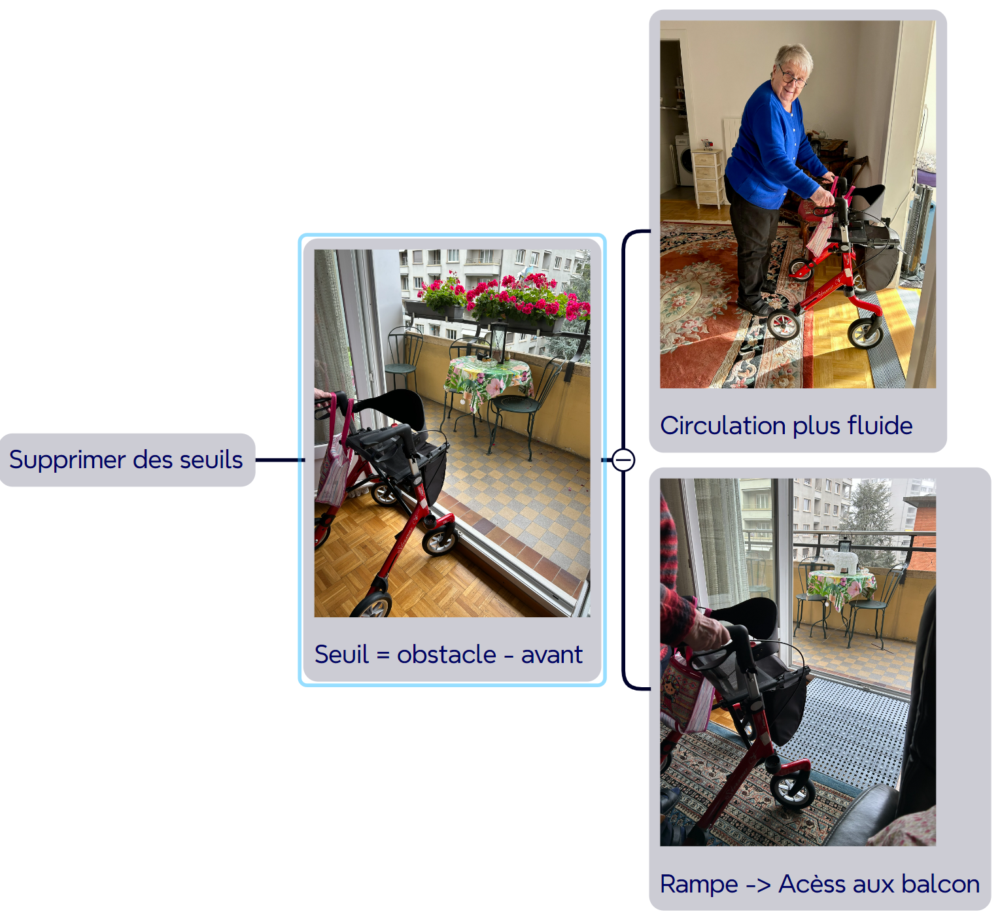 Supprimer des seuils
Seuil = obstacle - avant
Circulation plus fluide
Rampe -> Acèss aux balcon